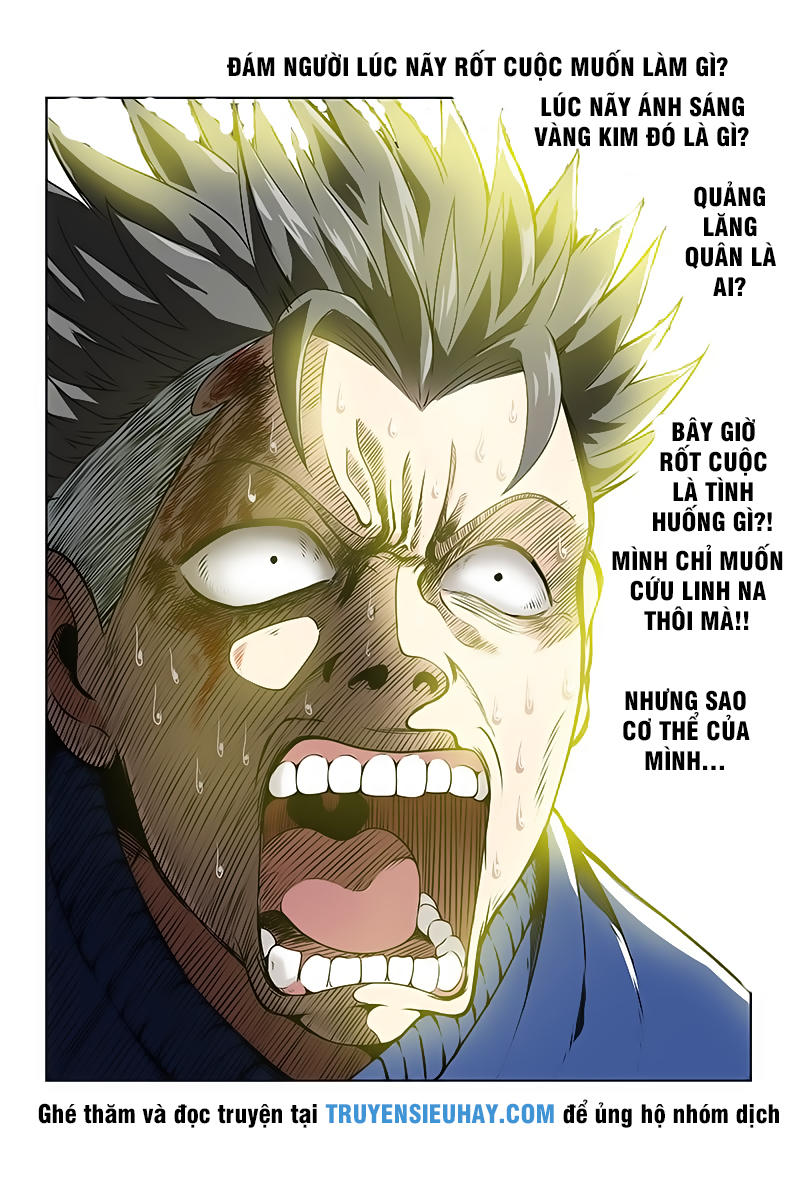 ĐÁM NGƯỜI LÚC NÃY RỐT CUỘC MUỐN LÀM GÌ?
LÚC NÃY ÁNH SÁNG
VÀNG KIM ĐÓ LÀ GÌ?
QUẢNG
LĂNG
QUÂN LÀ
AI?
BÂY GIỜ
RỐT CUỘC
LÀ TÌNH
HUỐNG GÌ?!
MÌNH CHỈ MUỐN
CỨU LINH NA
THÔI MÀ!!
NHƯNG SAO
CƠ THỂ CỦA
MÌNH...
Ghé thăm và đọc truyện tại TRUYENSIEUHAY.COM để ủng hộ nhóm dịch